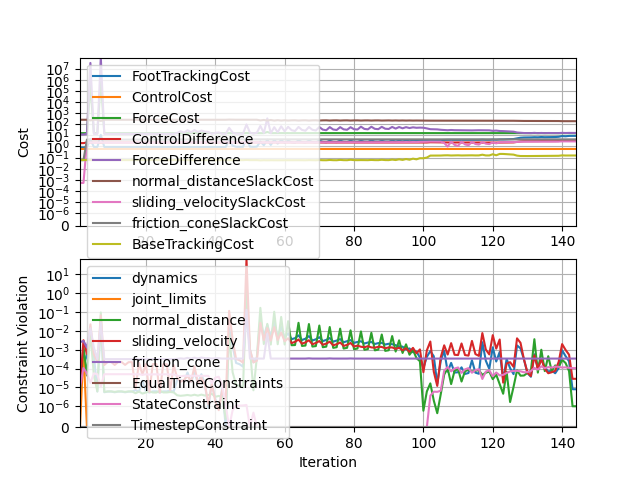 10^7
10^6
10^5
10^4
10^3
10^2
10^1
10^0
10^-1
10^-2
10^-3
10^-4
10^-5
10^-6
0
Cost
FootTrackingCost
ControlCost
ForceCost
ControlDifference
ForceDifference
normal_distanceSlackCost
sliding_velocitySlackCost
friction_coneSlackCost
BaseTrackingCost
20 40 60 80 100 120 140
10^1
10^0
10^-1
10^-2
10^-3
10^-4
10^-5
10^-6
0
Constraint Violation
dynamics
joint_limits
normal_distance
sliding_velocity
friction_cone
EqualTimeConstraints
StateConstraint
TimestepConstraint
20 40 60 80 100 120 140
Iteration